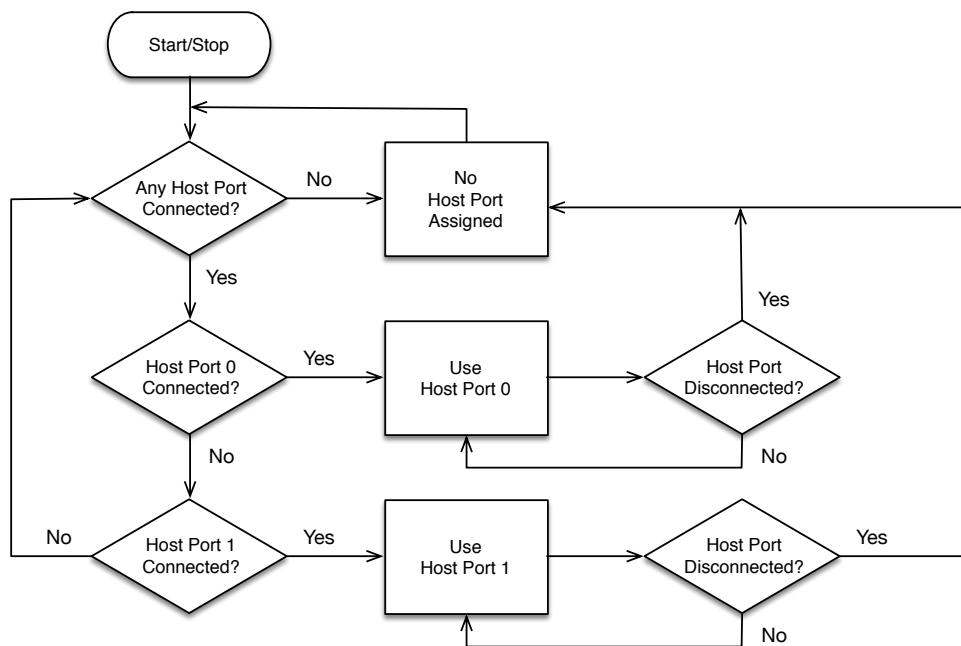 Start/Stop
Any Host Port
Connected?
No
No
Host Port
Assigned
Yes
Yes
Host Port 0
Connected?
Yes
Use
Host Port 0
Host Port
Disconnected?
No
No
Host Port 1
Connected?
No
Yes
Use
Host Port 1
Host Port
Disconnected?
Yes
No